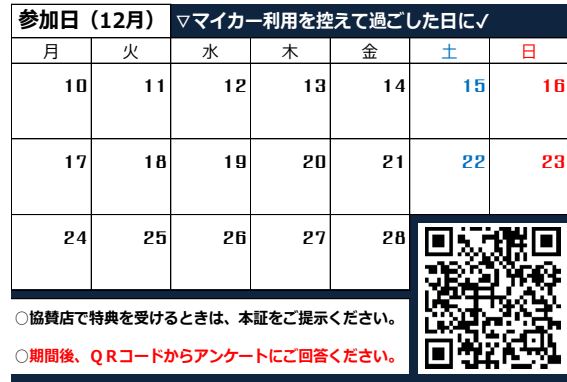 参加日（12月） ▽マイカー利用を控えて過ごした日に✓
月 火 水 木 金 土 日
10 11 12 13 14 15 16
17 18 19 20 21 22 23
24 25 26 27 28
○協賛店で特典を受けるときは、本証をご提示ください。
○期間後、ＱＲコードからアンケートにご回答ください。